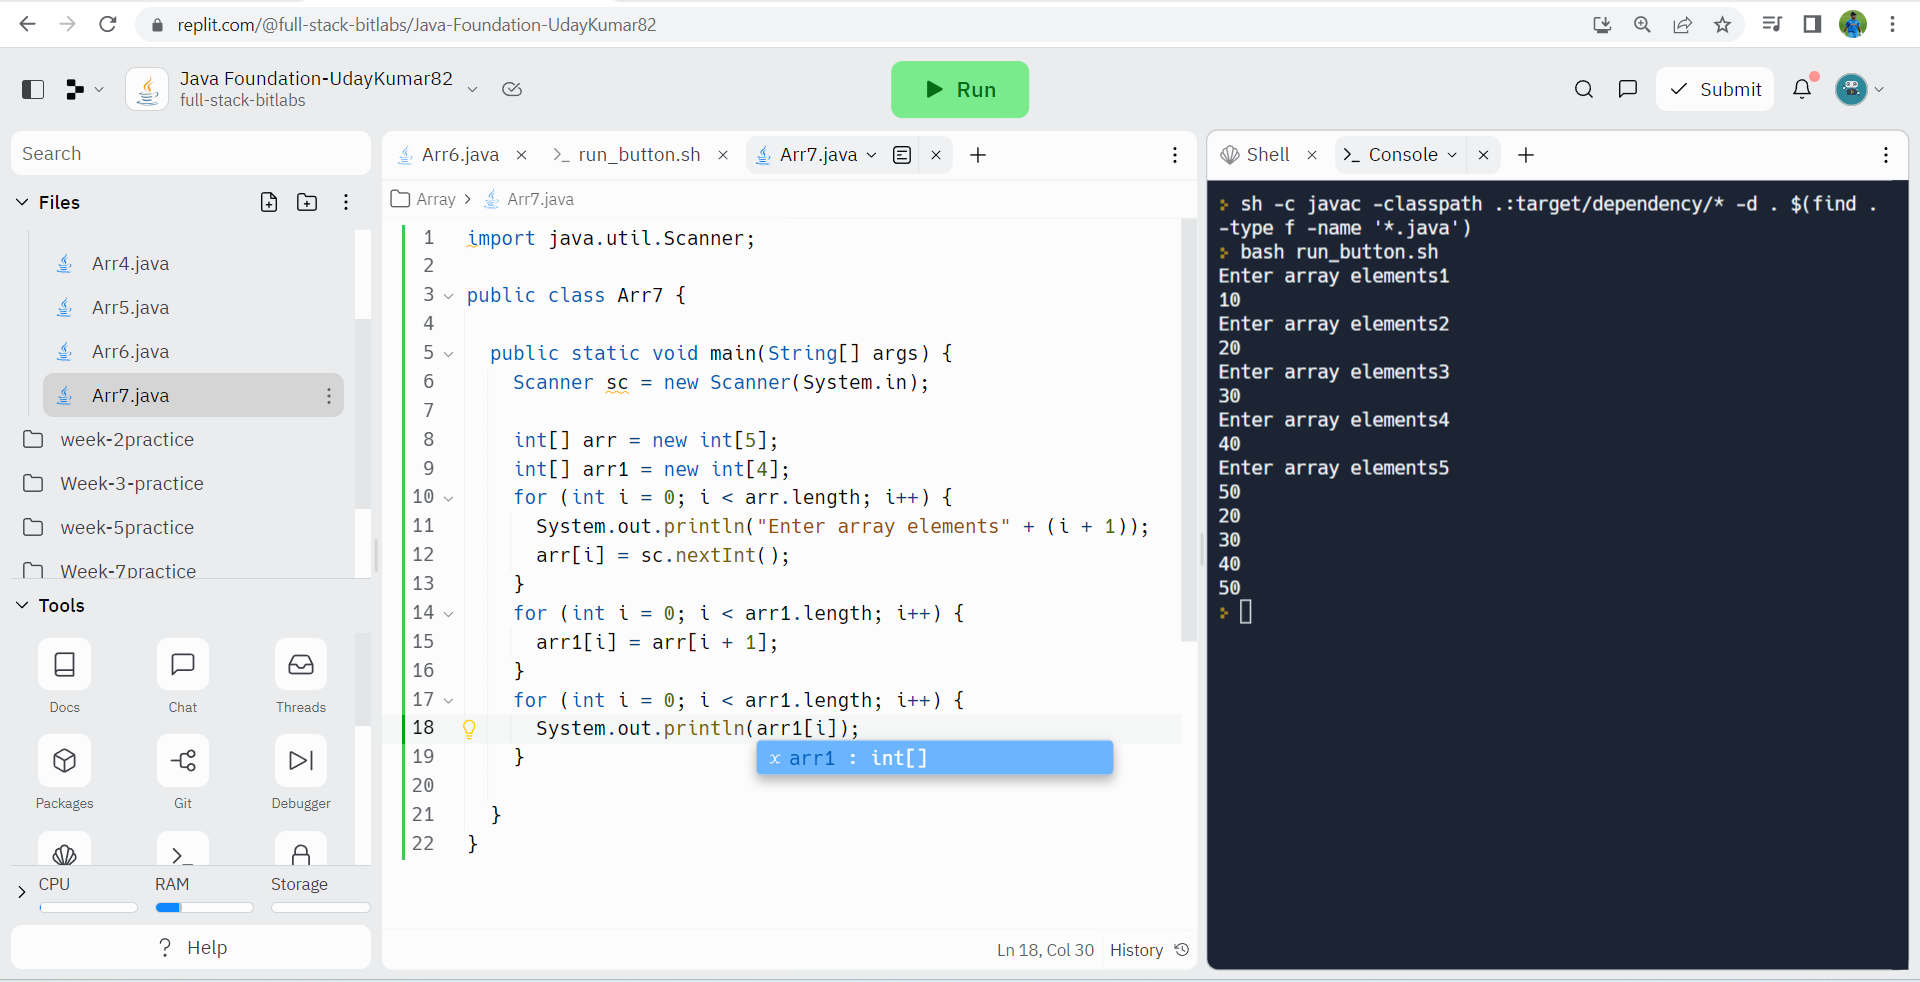 replit.com/@full-stack-bitlabs/Java-Foundation-UdayKumar82
Java Foundation-UdayKumar82
full-stack-bitlabs
Run
Submit
Search
Files
Arr4.java
Arr5.java
Arr6.java
Arr7.java
week-2practice
Week-3-practice
week-5practice
Week-7practice
Tools
Docs
Chat
Threads
Packages
Git
Debugger
CPU
RAM
Storage
? Help
Arr6.java
>_ run_button.sh
Arr7.java
Array > Arr7.java
1 import java.util.Scanner;
2
3 public class Arr7 {
4
5 public static void main(String[] args) {
6 Scanner sc = new Scanner(System.in);
7
8 int[] arr = new int[5];
9 int[] arr1 = new int[4];
10 for (int i = 0; i < arr.length; i++) {
11 System.out.println("Enter array elements" + (i + 1));
12 arr[i] = sc.nextInt();
13 }
14 for (int i = 0; i < arr1.length; i++) {
15 arr1[i] = arr[i + 1];
16 }
17 for (int i = 0; i < arr1.length; i++) {
18 System.out.println(arr1[i]);
x arr1 : int[]
19 }
20
21 }
22 }
Ln 18, Col 30 History
Shell
>_ Console
> sh -c javac -classpath .:target/dependency/* -d . $(find .
-type f -name '*.java')
> bash run_button.sh
Enter array elements1
10
Enter array elements2
20
Enter array elements3
30
Enter array elements4
40
Enter array elements5
50
20
30
40
50
>